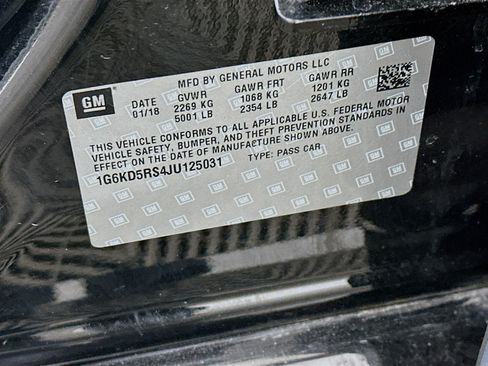 MFD BY GENERAL MOTORS LLC
GM
DATE GVWR GAWR FRT GAWR RR
01/18 2269 KG 1068 KG 1201 KG
5001 LB 2354 LB 2647 LB
THIS VEHICLE CONFORMS TO ALL APPLICABLE U.S. FEDERAL MOTOR
VEHICLE SAFETY, BUMPER, AND THEFT PREVENTION STANDARDS
IN EFFECT ON THE DATE OF MANUFACTURE SHOWN ABOVE.
1G6KD5RS4JU125031 TYPE: PASS CAR